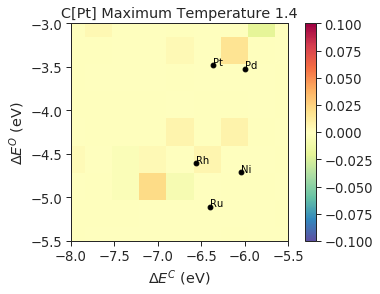 C[Pt] Maximum Temperature 1.4
−3.0
−3.5
−4.0
−4.5
−5.0
−5.5
ΔE^O (eV)
Pt
Pd
Rh
Ni
Ru
−8.0 −7.5 −7.0 −6.5 −6.0 −5.5
ΔE^C (eV)
0.100
0.075
0.050
0.025
0.000
−0.025
−0.050
−0.075
−0.100